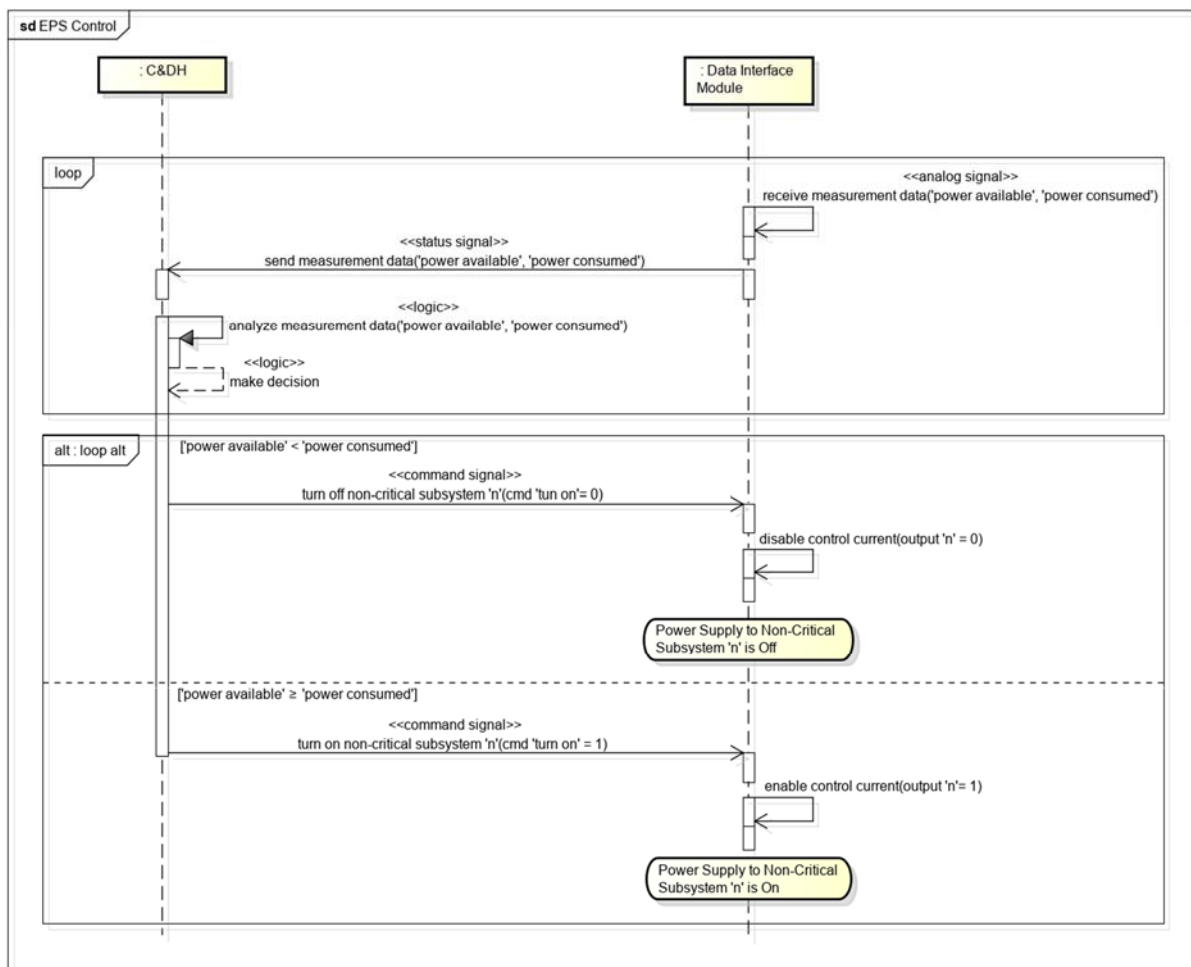 sd EPS Control
: C&DH
: Data Interface
Module
loop
<<analog signal>>
receive measurement data('power available', 'power consumed')
<<status signal>>
send measurement data('power available', 'power consumed')
<<logic>>
analyze measurement data('power available', 'power consumed')
<<logic>>
make decision
alt : loop alt
['power available' < 'power consumed']
<<command signal>>
turn off non-critical subsystem 'n'(cmd 'tun on'= 0)
disable control current(output 'n' = 0)
Power Supply to Non-Critical
Subsystem 'n' is Off
['power available' ≥ 'power consumed']
<<command signal>>
turn on non-critical subsystem 'n'(cmd 'turn on' = 1)
enable control current(output 'n'= 1)
Power Supply to Non-Critical
Subsystem 'n' is On